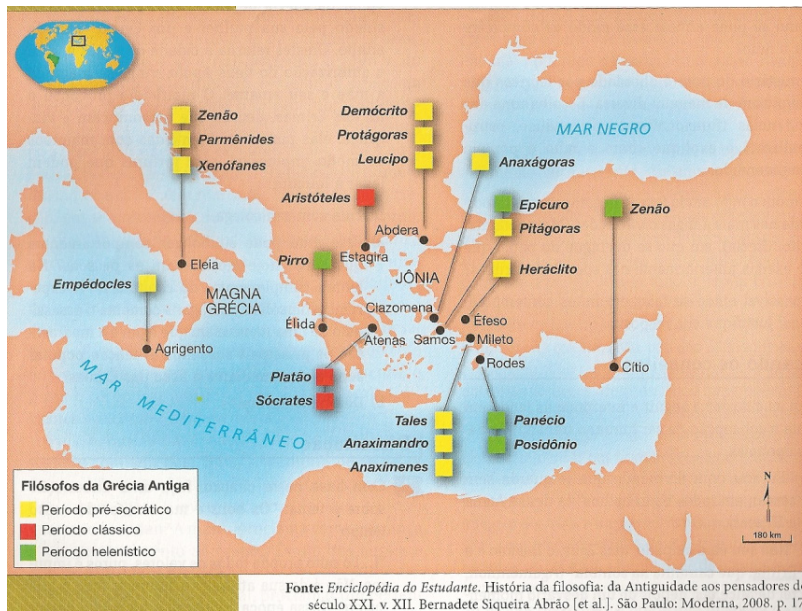 Zenão
Parmênides
Xenófanes
Demócrito
Protágoras
Leucipo
MAR NEGRO
Anaxágoras
Aristóteles
Epicuro
Zenão
Pitágoras
Abdera
Estagira
Pirro
Eleia
JÔNIA
Heráclito
Empédocles
MAGNA
GRÉCIA
Clazomena
Éfeso
Élida
Atenas
Samos
Mileto
Agrigento
Rodes
Cítio
MAR MEDITERRÂNEO
Platão
Sócrates
Tales
Panécio
Anaximandro
Posidônio
Anaxímenes
Filósofos da Grécia Antiga
Período pré-socrático
Período clássico
Período helenístico
N
180 km
Fonte: Enciclopédia do Estudante. História da filosofia: da Antiguidade aos pensadores do
século XXI. v. XII. Bernadete Siqueira Abrão [et al.]. São Paulo: Moderna, 2008. p. 17